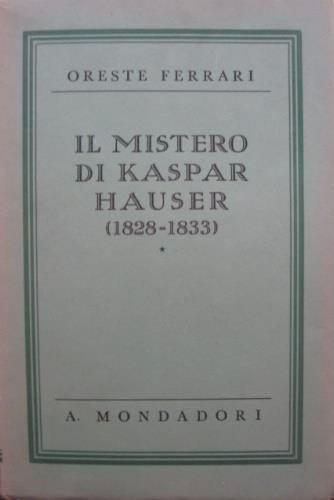 ORESTE FERRARI
IL MISTERO
DI KASPAR
HAUSER
(1828-1833)
*
A. MONDADORI